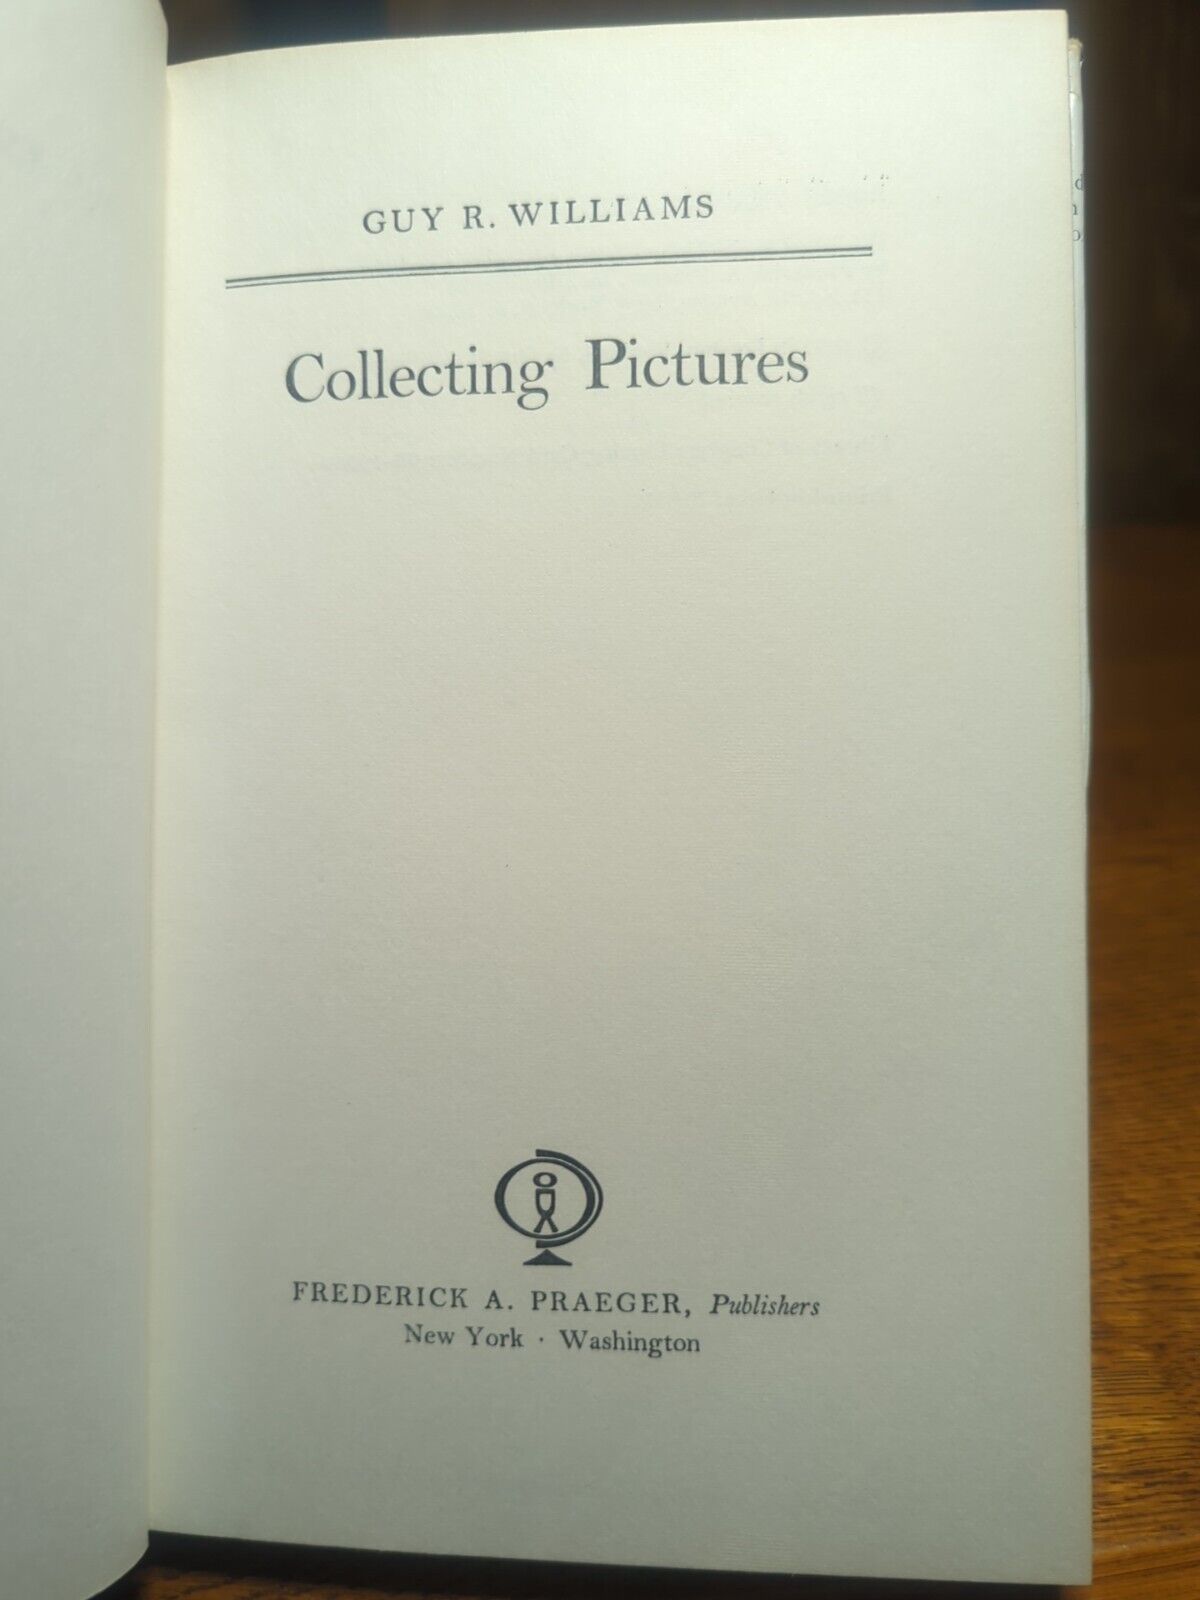 GUY R. WILLIAMS
Collecting Pictures
FREDERICK A. PRAEGER, Publishers
New York · Washington